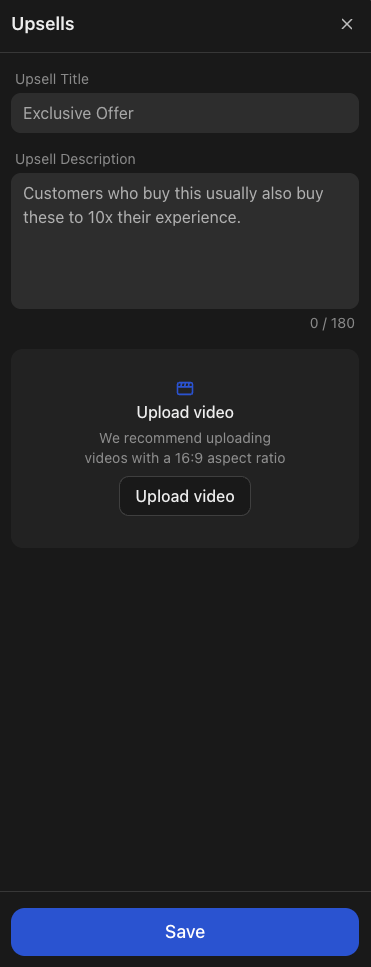 Upsells
Upsell Title
Exclusive Offer
Upsell Description
Customers who buy this usually also buy
these to 10x their experience.
0 / 180
Upload video
We recommend uploading
videos with a 16:9 aspect ratio
Upload video
Save